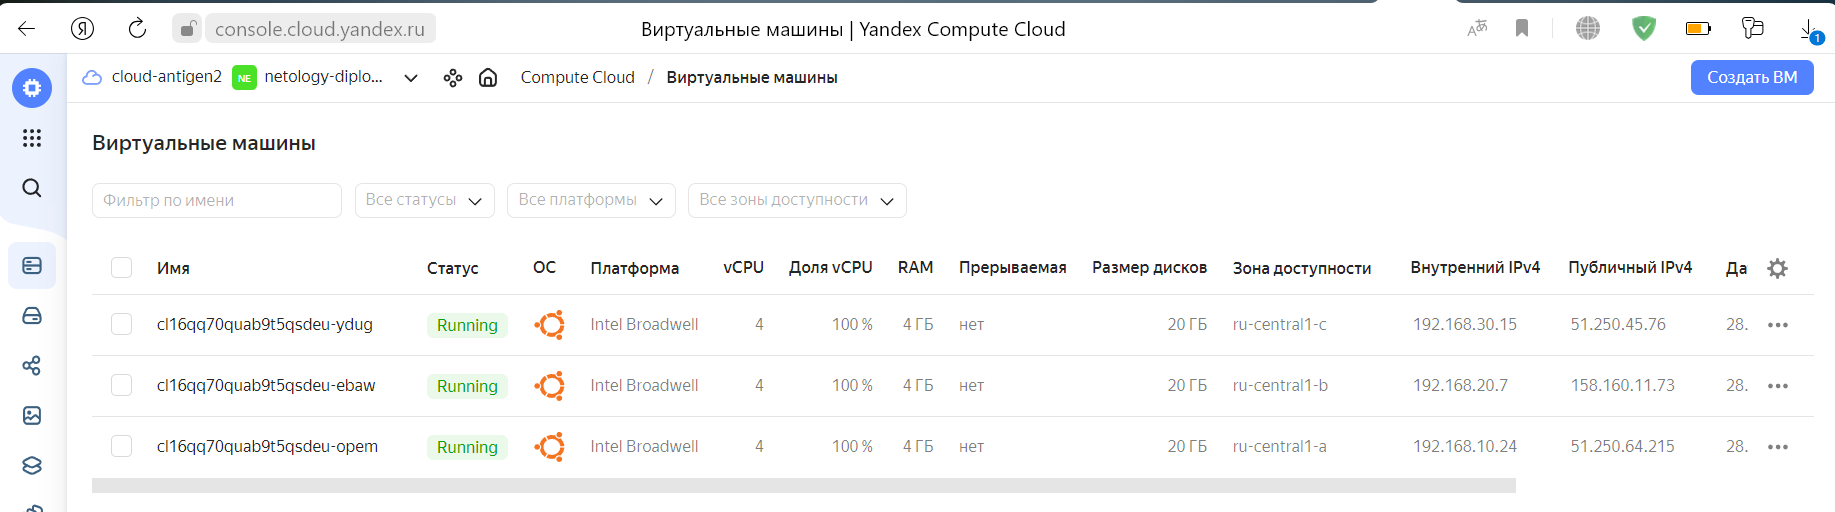 Я console.cloud.yandex.ru Виртуальные машины | Yandex Compute Cloud 1
cloud-antigen2 NE netology-diplo... Compute Cloud / Виртуальные машины Создать ВМ
Виртуальные машины
Фильтр по имени Все статусы Все платформы Все зоны доступности
Имя Статус ОС Платформа vCPU Доля vCPU RAM Прерываемая Размер дисков Зона доступности Внутренний IPv4 Публичный IPv4 Да
cl16qq70quab9t5qsdeu-ydug Running Intel Broadwell 4 100 % 4 ГБ нет 20 ГБ ru-central1-c 192.168.30.15 51.250.45.76 28.
cl16qq70quab9t5qsdeu-ebaw Running Intel Broadwell 4 100 % 4 ГБ нет 20 ГБ ru-central1-b 192.168.20.7 158.160.11.73 28.
cl16qq70quab9t5qsdeu-opem Running Intel Broadwell 4 100 % 4 ГБ нет 20 ГБ ru-central1-a 192.168.10.24 51.250.64.215 28.